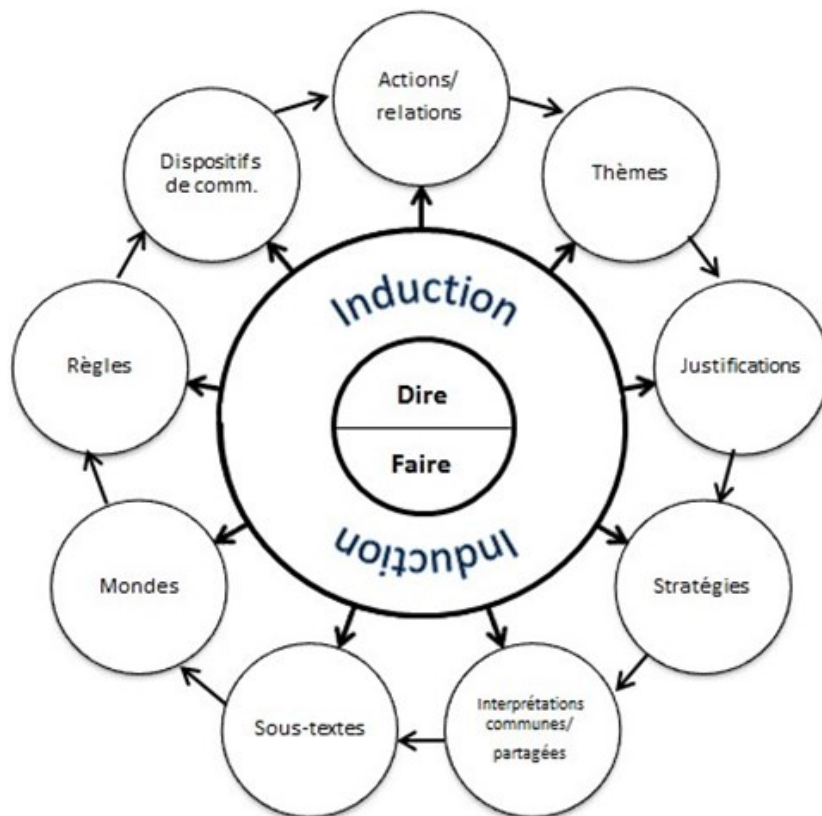 Actions/
relations
Thèmes
Justifications
Stratégies
Interprétations
communes/
partagées
Sous-textes
Mondes
Règles
Dispositifs
de comm.
Induction
Dire
Faire
Induction